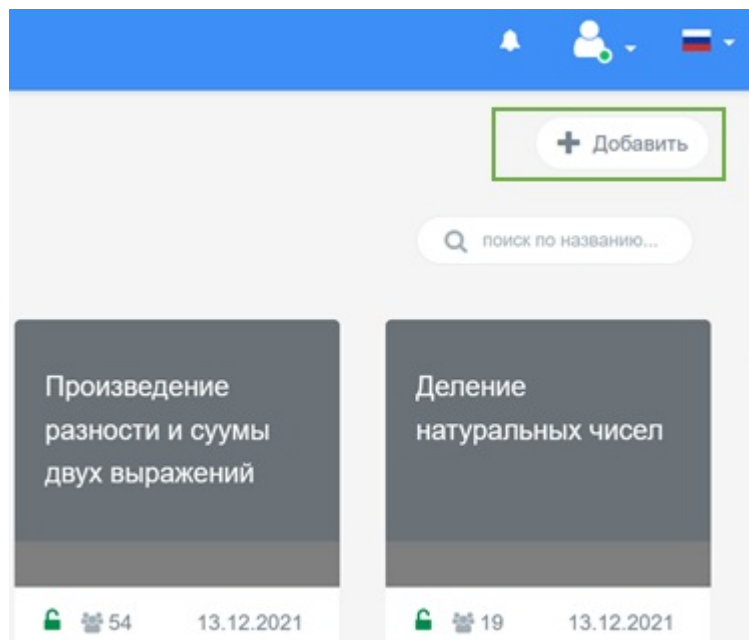 Добавить
поиск по названию...
Произведение
разности и суумы
двух выражений
Деление
натуральных чисел
54 13.12.2021
19 13.12.2021